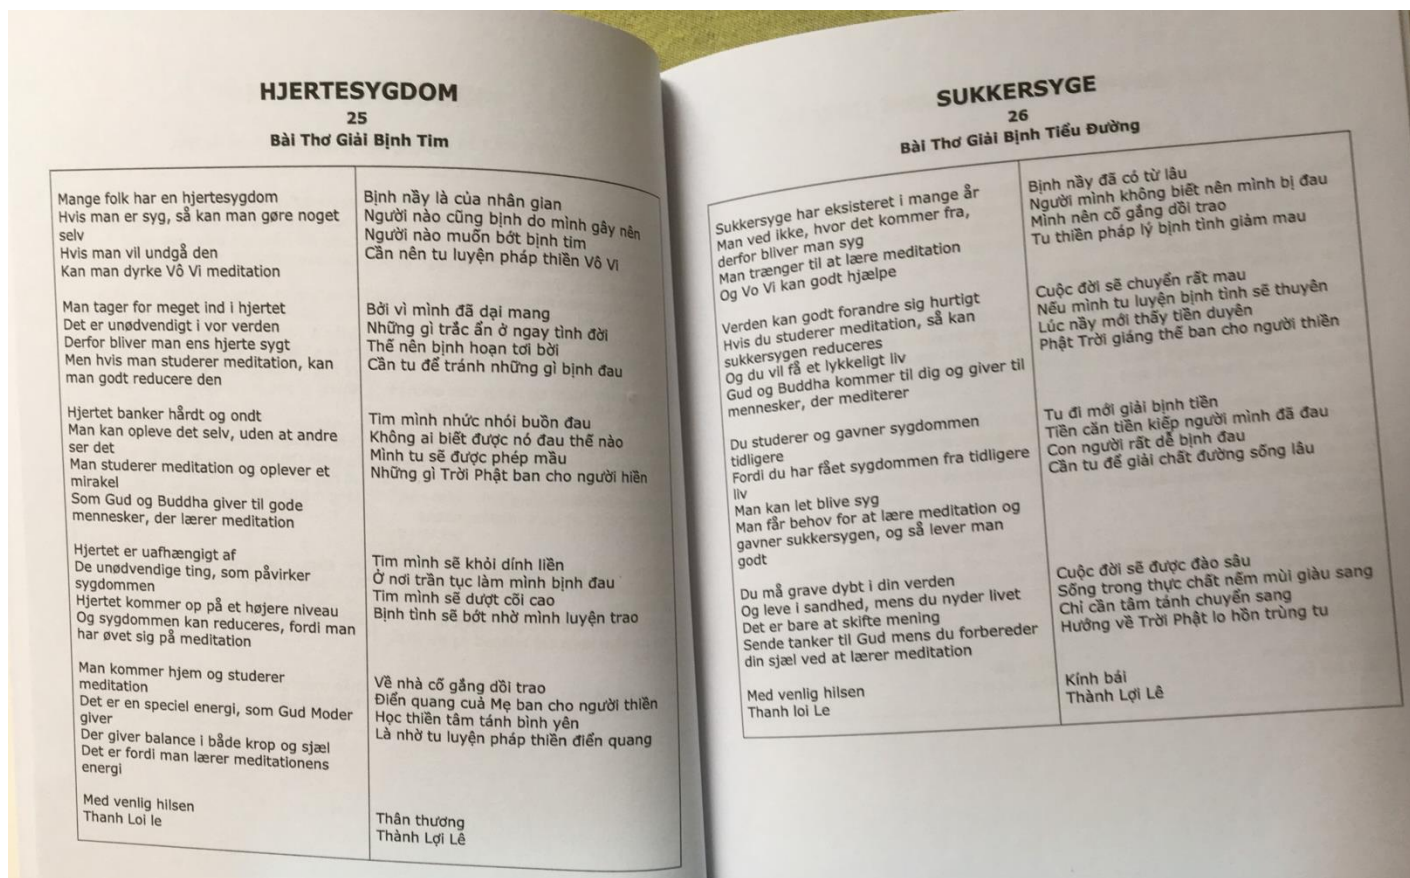 HJERTESYGDOM
25
Bài Thơ Giải Bịnh Tim
Mange folk har en hjertesygdom
Hvis man er syg, så kan man gøre noget
selv
Hvis man vil undgå den
Kan man dyrke Vô Vi meditation
Man tager for meget ind i hjertet
Det er unødvendigt i vor verden
Derfor bliver man ens hjerte sygt
Men hvis man studerer meditation, kan
man godt reducere den
Hjertet banker hårdt og ondt
Man kan opleve det selv, uden at andre
ser det
Man studerer meditation og oplever et
mirakel
Som Gud og Buddha giver til gode
mennesker, der lærer meditation
Hjertet er uafhængigt af
De unødvendige ting, som påvirker
sygdommen
Hjertet kommer op på et højere niveau
Og sygdommen kan reduceres, fordi man
har øvet sig på meditation
Man kommer hjem og studerer
meditation
Det er en speciel energi, som Gud Moder
giver
Der giver balance i både krop og sjæl
Det er fordi man lærer meditationens
energi
Med venlig hilsen
Thanh Loi le
Bịnh nầy là của nhân gian
Người nào cũng bịnh do mình gây nên
Người nào muốn bớt bịnh tim
Cần nên tu luyện pháp thiền Vô Vi
Bởi vì mình đã dại mang
Những gì trắc ẩn ở ngay tình đời
Thế nên bịnh hoạn tơi bời
Cần tu để tránh những gì bịnh đau
Tim mình nhức nhói buồn đau
Không ai biết được nó đau thế nào
Mình tu sẽ được phép mầu
Những gì Trời Phật ban cho người hiền
Tim mình sẽ khỏi dính liền
Ở nơi trần tục làm mình bịnh đau
Tim mình sẽ dượt cõi cao
Bịnh tình sẽ bớt nhờ mình luyện trao
Về nhà cố gắng dồi trao
Điển quang cuả Mẹ ban cho người thiền
Học thiền tâm tánh bình yên
Là nhờ tu luyện pháp thiền điển quang
Thân thương
Thành Lợi Lê
SUKKERSYGE
26
Bài Thơ Giải Bịnh Tiểu Đường
Sukkersyge har eksisteret i mange år
Man ved ikke, hvor det kommer fra,
derfor bliver man syg
Man trænger til at lære meditation
Og Vo Vi kan godt hjælpe
Verden kan godt forandre sig hurtigt
Hvis du studerer meditation, så kan
sukkersygen reduceres
Og du vil få et lykkeligt liv
Gud og Buddha kommer til dig og giver til
mennesker, der mediterer
Du studerer og gavner sygdommen
tidligere
Fordi du har fået sygdommen fra tidligere
liv
Man kan let blive syg
Man får behov for at lære meditation og
gavner sukkersygen, og så lever man
godt
Du må grave dybt i din verden
Og leve i sandhed, mens du nyder livet
Det er bare at skifte mening
Sende tanker til Gud mens du forbereder
din sjæl ved at lærer meditation
Med venlig hilsen
Thanh loi Le
Bịnh nầy đã có từ lâu
Người mình không biết nên mình bị đau
Mình nên cố gắng dồi trao
Tu thiền pháp lý bịnh tình giảm mau
Cuộc đời sẽ chuyển rất mau
Nếu mình tu luyện bịnh tình sẽ thuyên
Lúc nầy mới thấy tiền duyên
Phật Trời giáng thế ban cho người thiền
Tu đi mới giải bịnh tiền
Tiền căn tiền kiếp người mình đã đau
Con người rất dễ bịnh đau
Cần tu để giải chất đường sống lâu
Cuộc đời sẽ được đào sâu
Sống trong thực chất nếm mùi giàu sang
Chỉ cần tâm tánh chuyển sang
Hướng về Trời Phật lo hồn trùng tu
Kính bái
Thành Lợi Lê